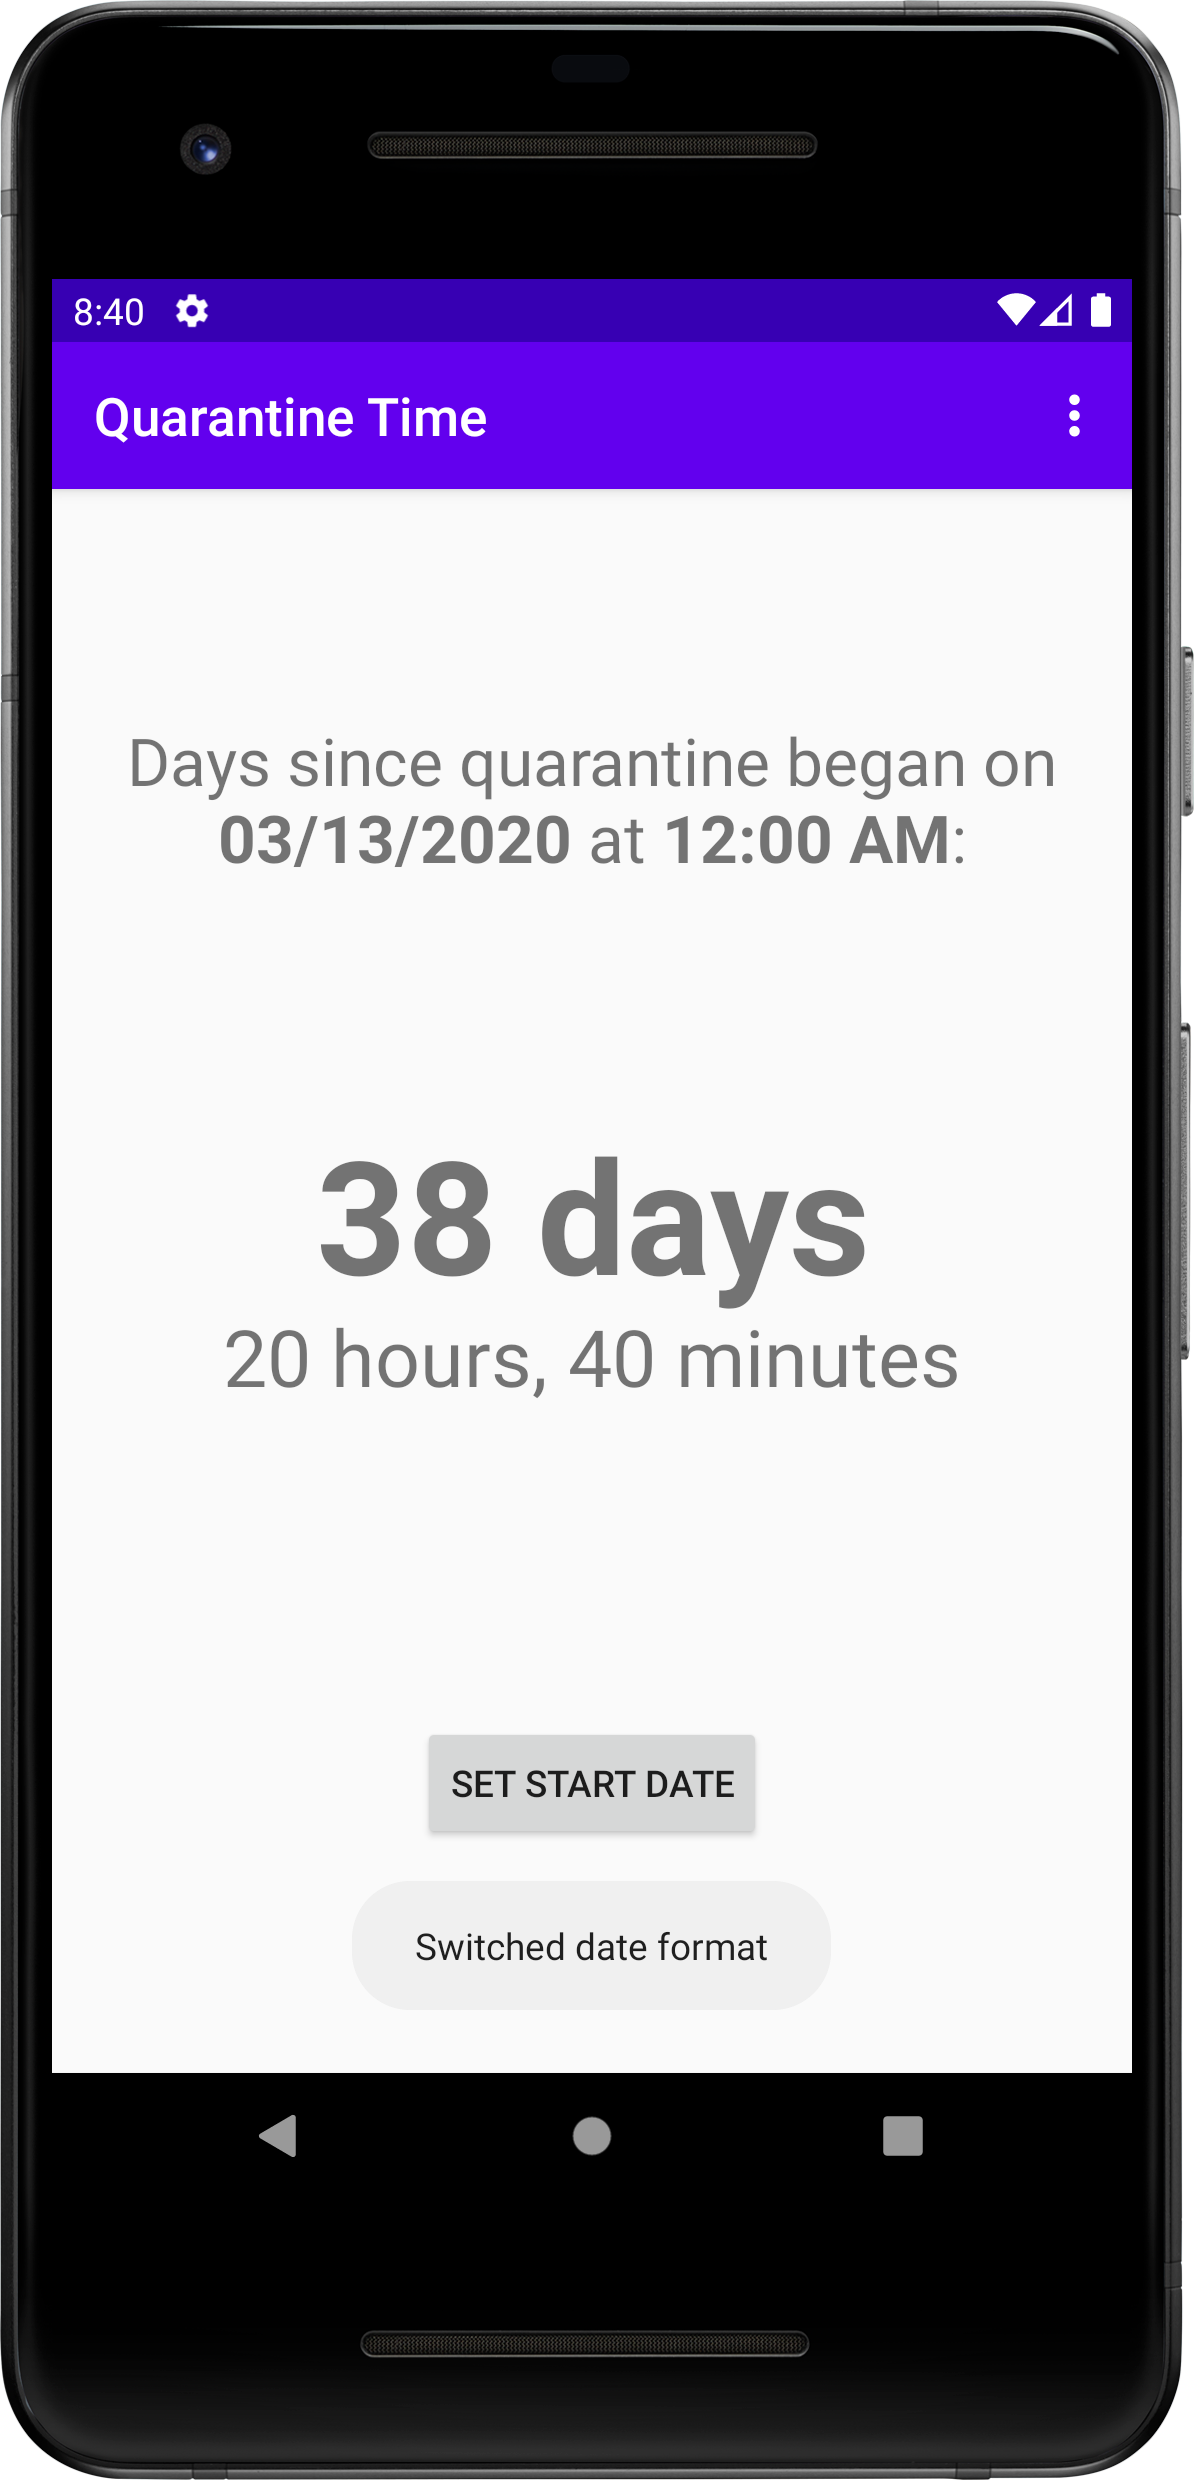 8:40
Quarantine Time
Days since quarantine began on
03/13/2020 at 12:00 AM:
38 days
20 hours, 40 minutes
SET START DATE
Switched date format